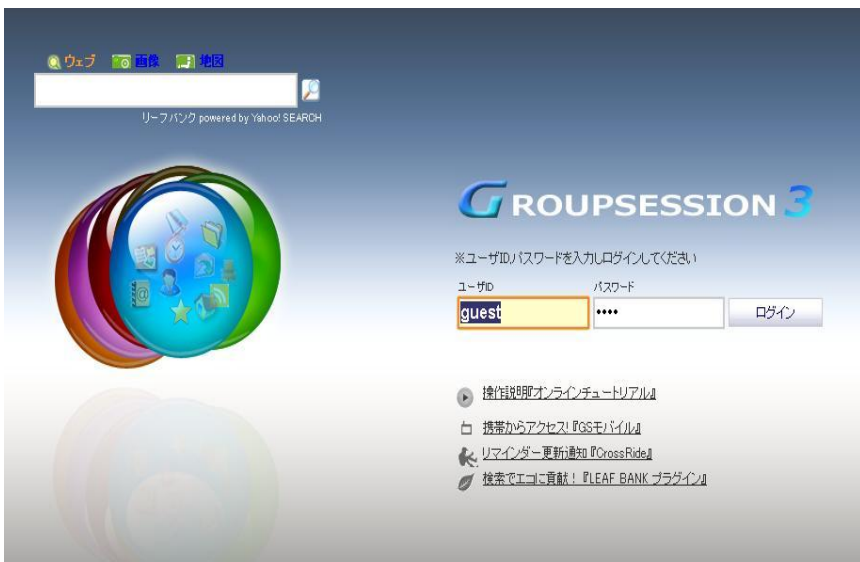 ウェブ 画像 地図
リーフバンク powered by Yahoo! SEARCH
GROUPSESSION 3
※ユーザID,パスワードを入力しログインしてください
ユーザID パスワード
guest •••• ログイン
操作説明『オンラインチュートリアル』
携帯からアクセス!『GSモバイル』
リマインダー更新通知『CrossRide』
検索でエコに貢献！『LEAF BANK プラグイン』